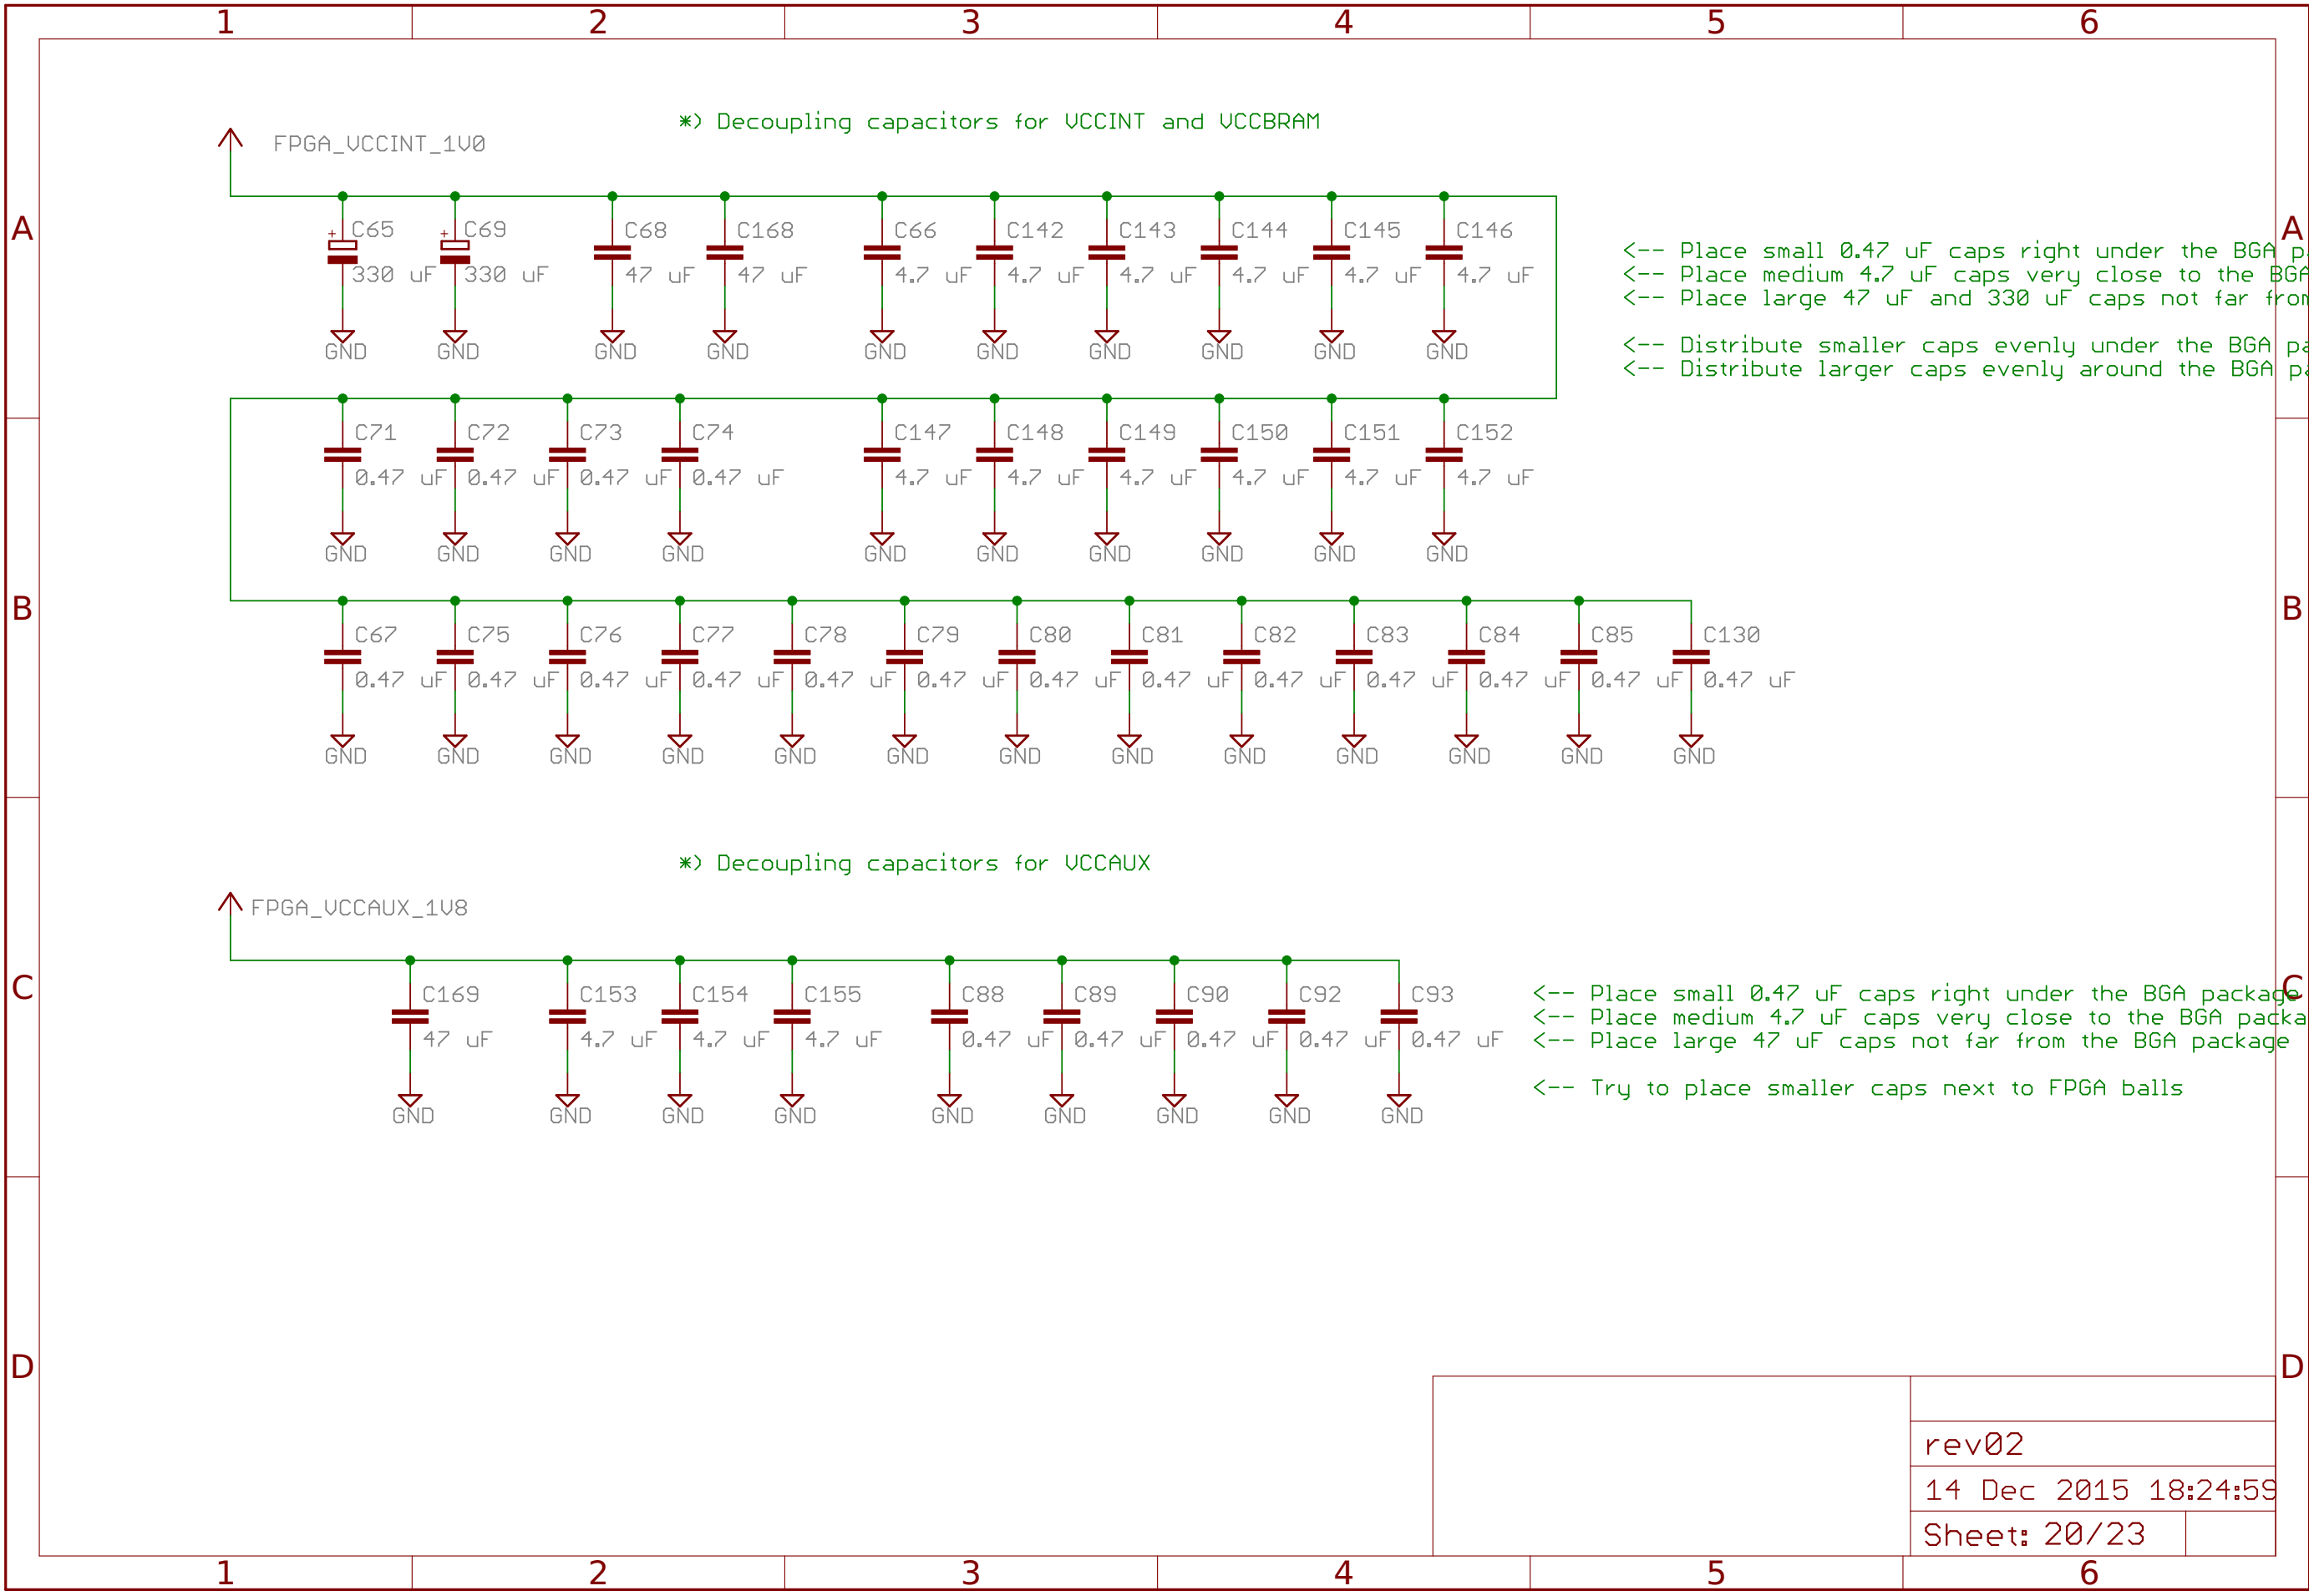 1 2 3 4 5 6
*) Decoupling capacitors for VCCINT and VCCBRAM
FPGA_VCCINT_1V0
A A
C65 C69 C68 C168 C66 C142 C143 C144 C145 C146
330 uF 330 uF 47 uF 47 uF 4.7 uF 4.7 uF 4.7 uF 4.7 uF 4.7 uF 4.7 uF
GND GND GND GND GND GND GND GND GND GND
<-- Place small 0.47 uF caps right under the BGA
<-- Place medium 4.7 uF caps very close to the BGA
<-- Place large 47 uF and 330 uF caps not far from
<-- Distribute smaller caps evenly under the BGA
<-- Distribute larger caps evenly around the BGA
C71 C72 C73 C74 C147 C148 C149 C150 C151 C152
0.47 uF 0.47 uF 0.47 uF 0.47 uF 4.7 uF 4.7 uF 4.7 uF 4.7 uF 4.7 uF 4.7 uF
GND GND GND GND GND GND GND GND GND GND
B B
C67 C75 C76 C77 C78 C79 C80 C81 C82 C83 C84 C85 C130
0.47 uF 0.47 uF 0.47 uF 0.47 uF 0.47 uF 0.47 uF 0.47 uF 0.47 uF 0.47 uF 0.47 uF 0.47 uF 0.47 uF 0.47 uF
GND GND GND GND GND GND GND GND GND GND GND GND GND
*) Decoupling capacitors for VCCAUX
FPGA_VCCAUX_1V8
C C
C169 C153 C154 C155 C88 C89 C90 C92 C93
47 uF 4.7 uF 4.7 uF 4.7 uF 0.47 uF 0.47 uF 0.47 uF 0.47 uF 0.47 uF
GND GND GND GND GND GND GND GND GND
<-- Place small 0.47 uF caps right under the BGA package
<-- Place medium 4.7 uF caps very close to the BGA packa
<-- Place large 47 uF caps not far from the BGA package
<-- Try to place smaller caps next to FPGA balls
D D
rev02
14 Dec 2015 18:24:59
Sheet: 20/23
1 2 3 4 5 6